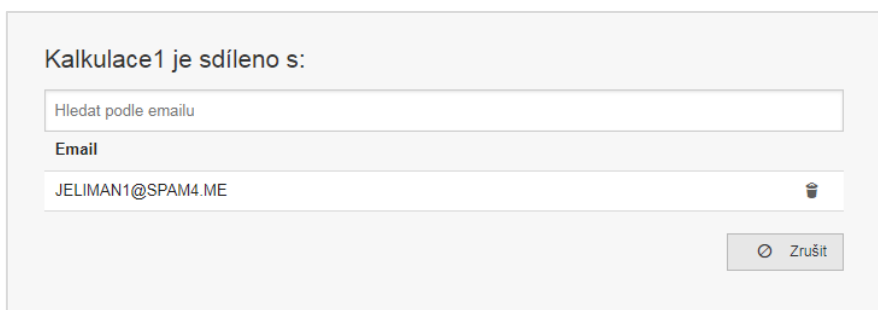 Kalkulace1 je sdíleno s:
Hledat podle emailu
Email
JELIMAN1@SPAM4.ME
Zrušit